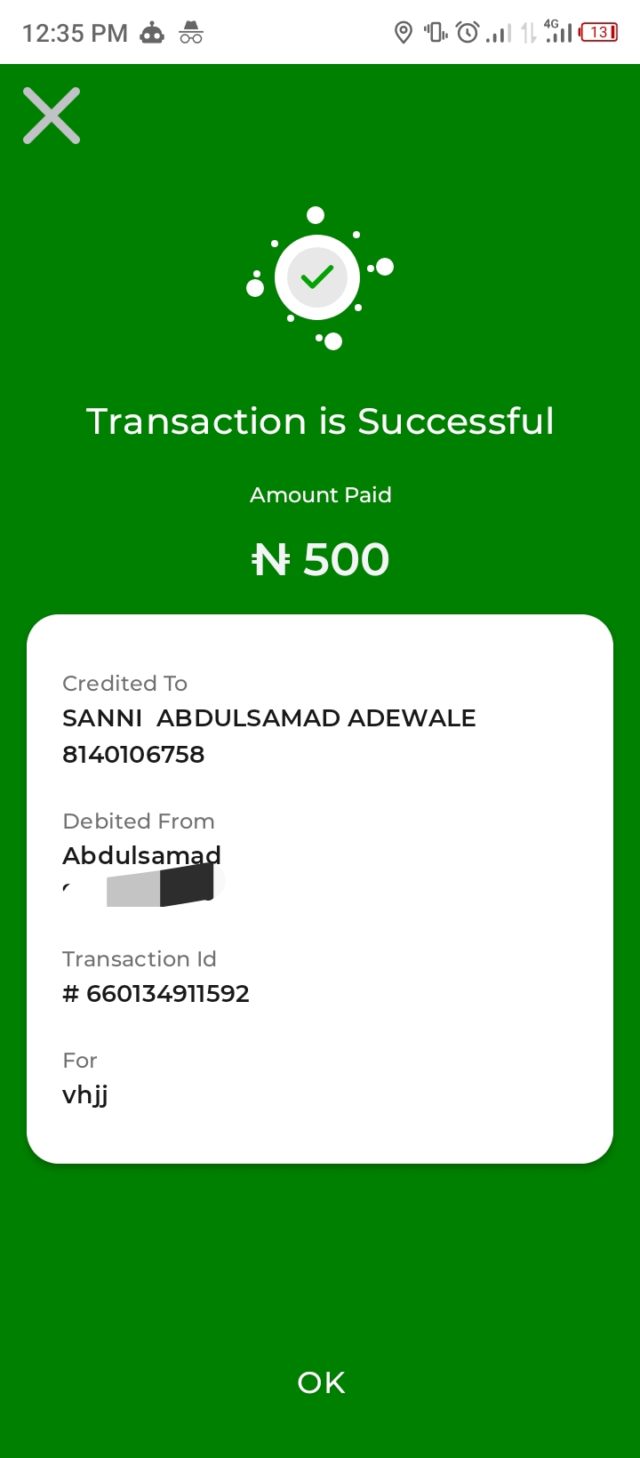 12:35 PM
4G
13
Transaction is Successful
Amount Paid
₦ 500
Credited To
SANNI  ABDULSAMAD ADEWALE
8140106758
Debited From
Abdulsamad
Transaction Id
# 660134911592
For
vhjj
OK